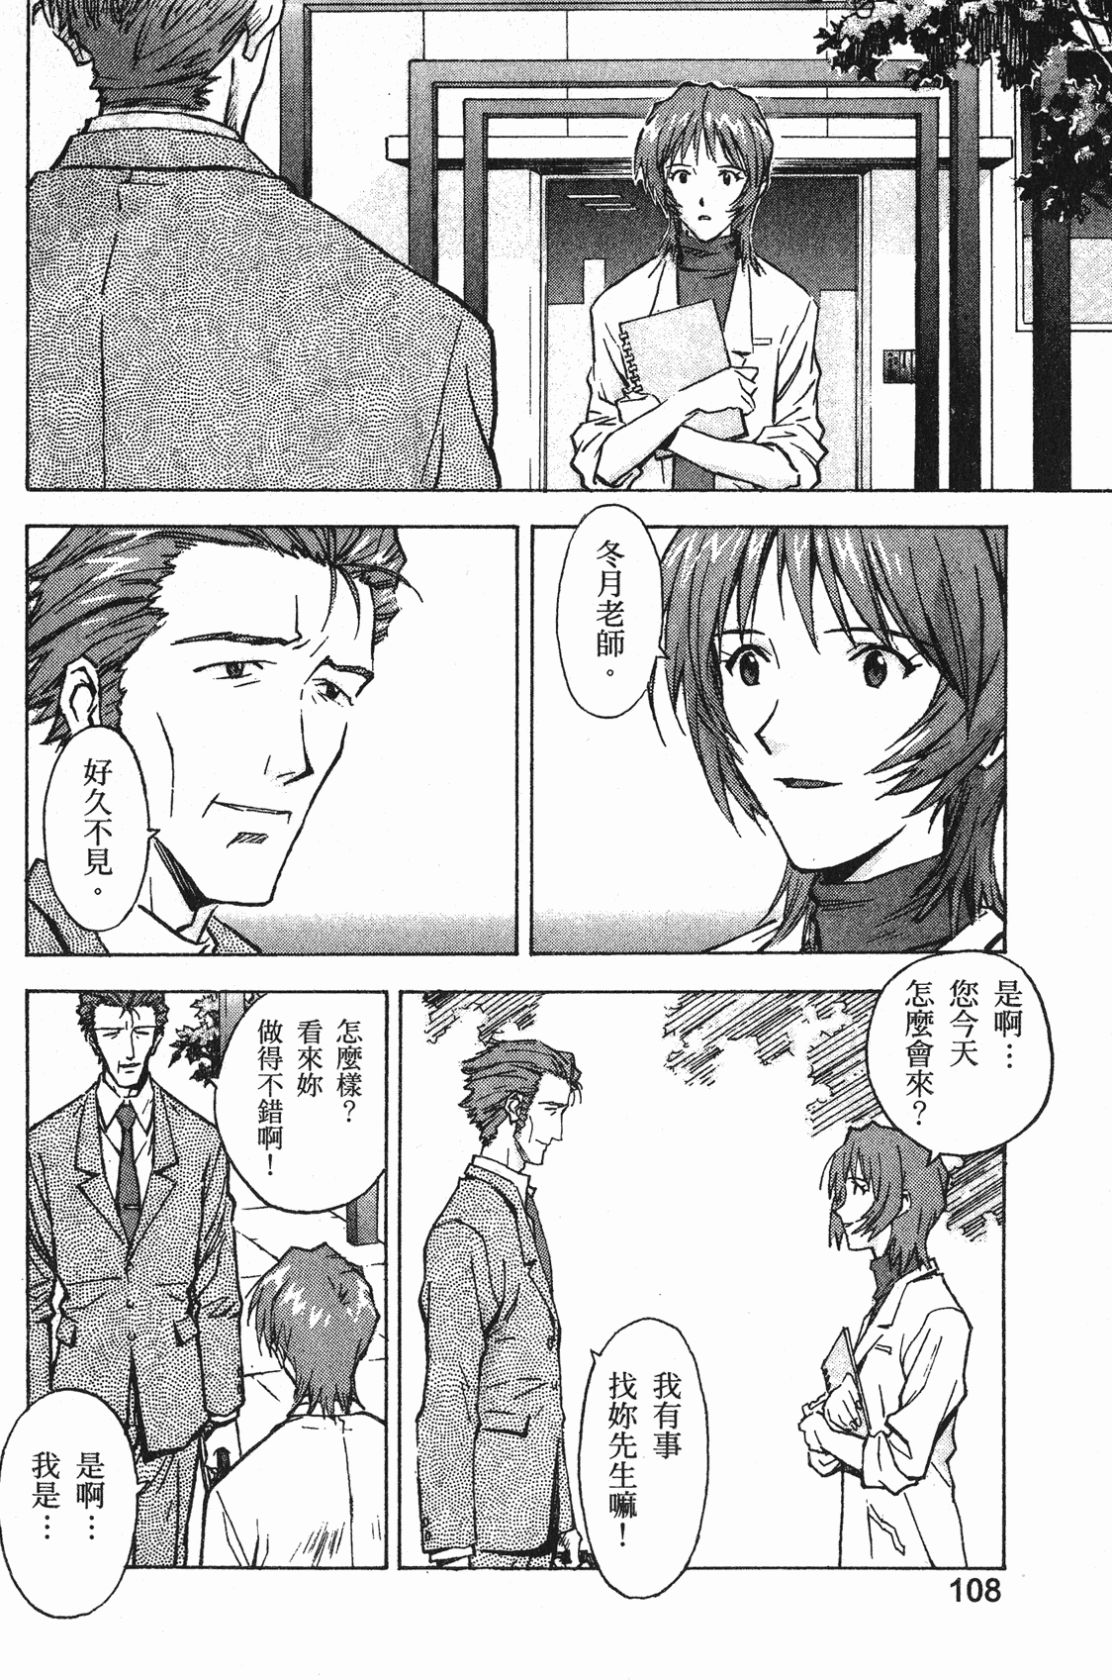 冬月老師。
好久不見。
是啊…
您今天
怎麼會來？
我有事
找妳先生嘛！
怎麼樣？
看來妳
做得不錯啊！
是啊…
我是…
108